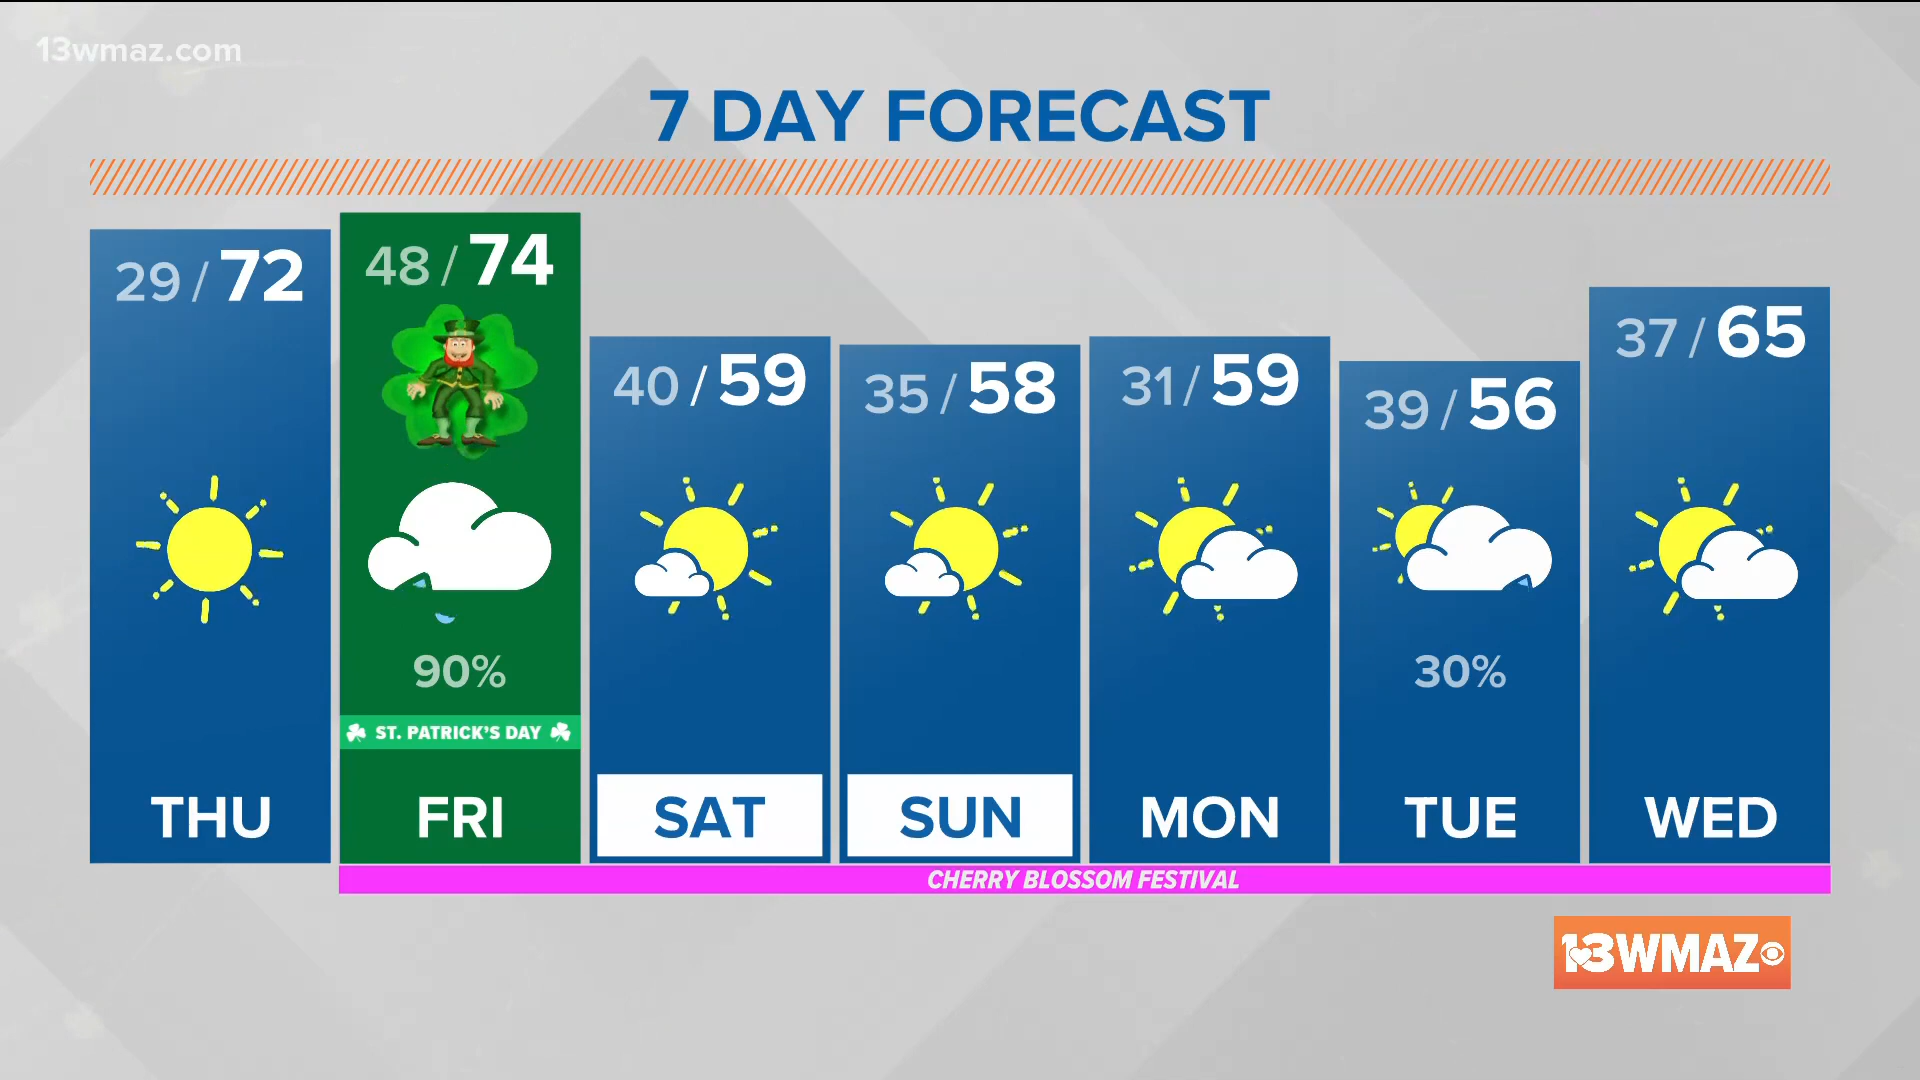 13wmaz.com
7 DAY FORECAST
29 / 72
48 / 74
40 / 59
35 / 58
31 / 59
39 / 56
37 / 65
90%
30%
ST. PATRICK'S DAY
THU
FRI
SAT
SUN
MON
TUE
WED
CHERRY BLOSSOM FESTIVAL
13WMAZ